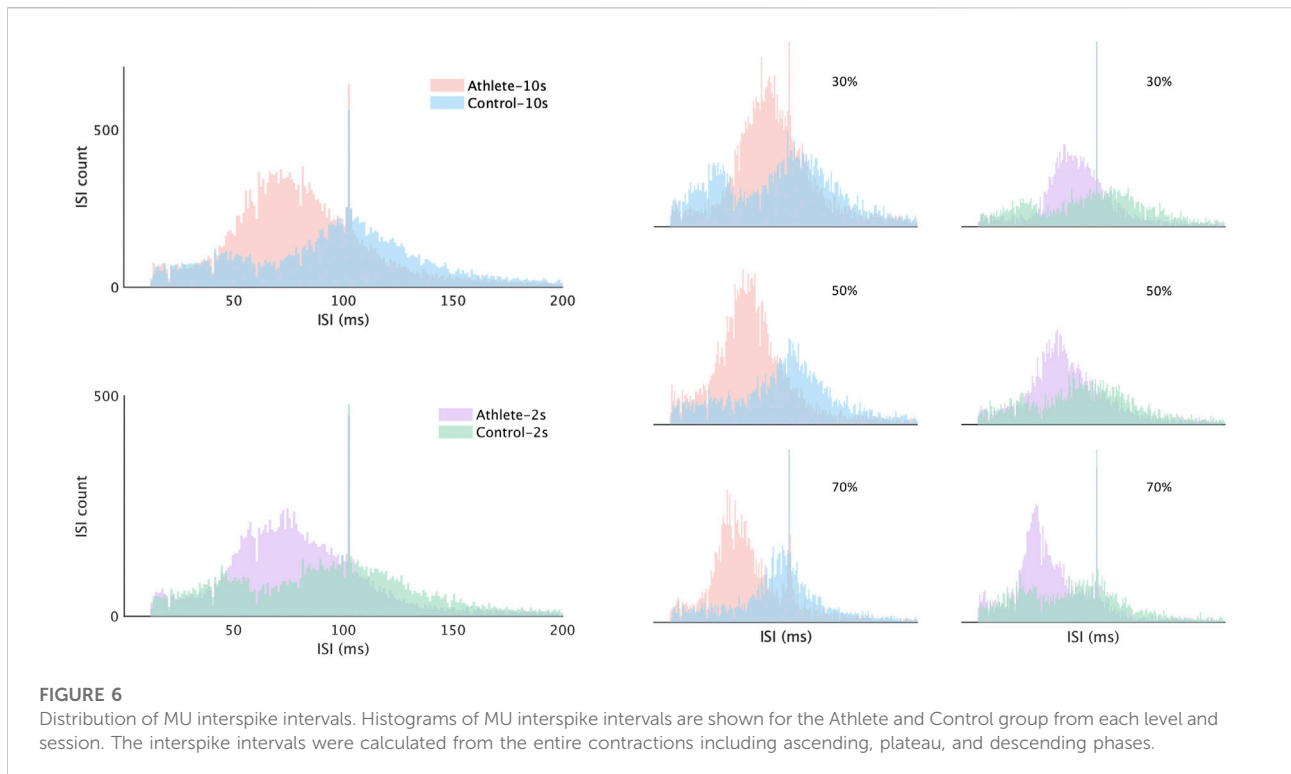 Athlete-10s
Control-10s
500
ISI count
0
50
100
150
200
ISI (ms)
500
Athlete-2s
Control-2s
ISI count
0
50
100
150
200
ISI (ms)
30%
30%
50%
50%
70%
70%
ISI (ms)
ISI (ms)
FIGURE 6
Distribution of MU interspike intervals. Histograms of MU interspike intervals are shown for the Athlete and Control group from each level and
session. The interspike intervals were calculated from the entire contractions including ascending, plateau, and descending phases.